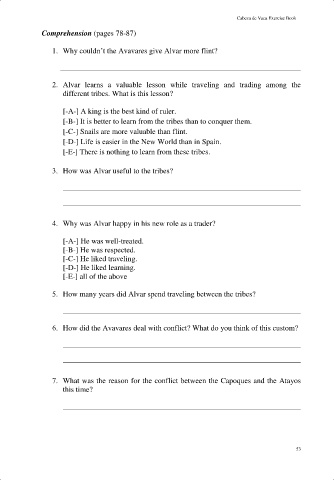 Cabeza de Vaca Exercise Book
Comprehension (pages 78-87)
1. Why couldn't the Avavares give Alvar more flint?
2. Alvar learns a valuable lesson while traveling and trading among the
different tribes. What is this lesson?
[-A-] A king is the best kind of ruler.
[-B-] It is better to learn from the tribes than to conquer them.
[-C-] Snails are more valuable than flint.
[-D-] Life is easier in the New World than in Spain.
[-E-] There is nothing to learn from these tribes.
3. How was Alvar useful to the tribes?
4. Why was Alvar happy in his new role as a trader?
[-A-] He was well-treated.
[-B-] He was respected.
[-C-] He liked traveling.
[-D-] He liked learning.
[-E-] all of the above
5. How many years did Alvar spend traveling between the tribes?
6. How did the Avavares deal with conflict? What do you think of this custom?
7. What was the reason for the conflict between the Capoques and the Atayos
this time?
53